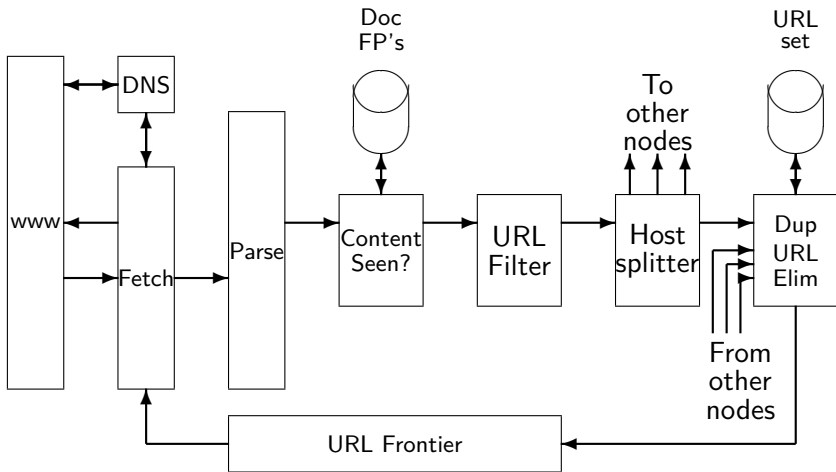 Doc
FP's
URL
set
DNS
To
other
nodes
www
Fetch
Parse
Content
Seen?
URL
Filter
Host
splitter
Dup
URL
Elim
From
other
nodes
URL Frontier